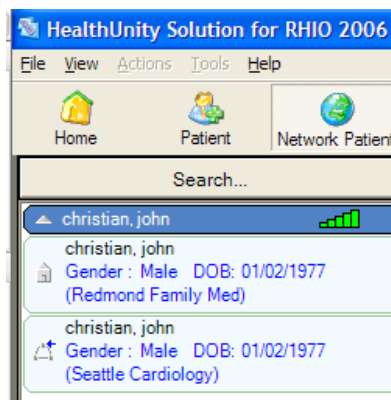 HealthUnity Solution for RHIO 2006
File View Actions Tools Help
Home Patient Network Patient
Search...
christian, john
christian, john
Gender : Male DOB: 01/02/1977
(Redmond Family Med)
christian, john
Gender : Male DOB: 01/02/1977
(Seattle Cardiology)